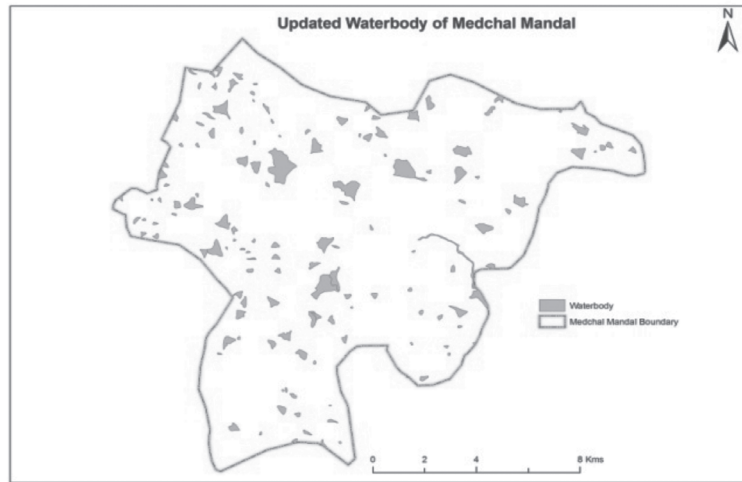 Updated Waterbody of Medchal Mandal
N
Waterbody
Medchal Mandal Boundary
0 2 4 8 Kms